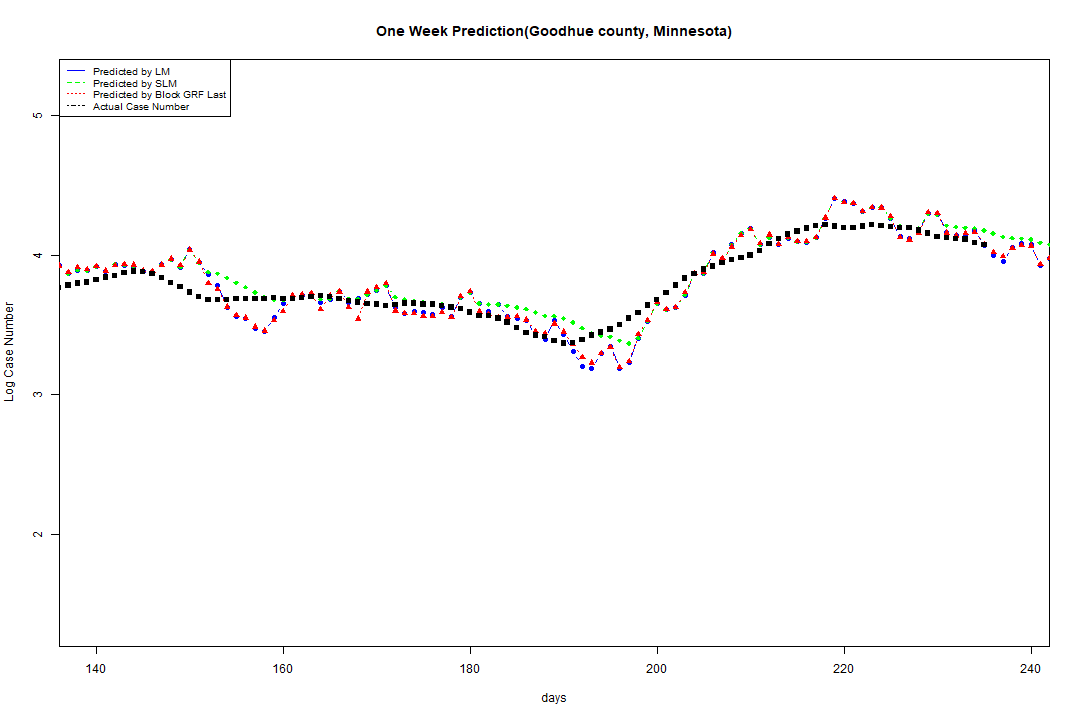 One Week Prediction(Goodhue county, Minnesota)
Predicted by LM
Predicted by SLM
Predicted by Block GRF Last
Actual Case Number
5
4
3
2
Log Case Number
140 160 180 200 220 240
days